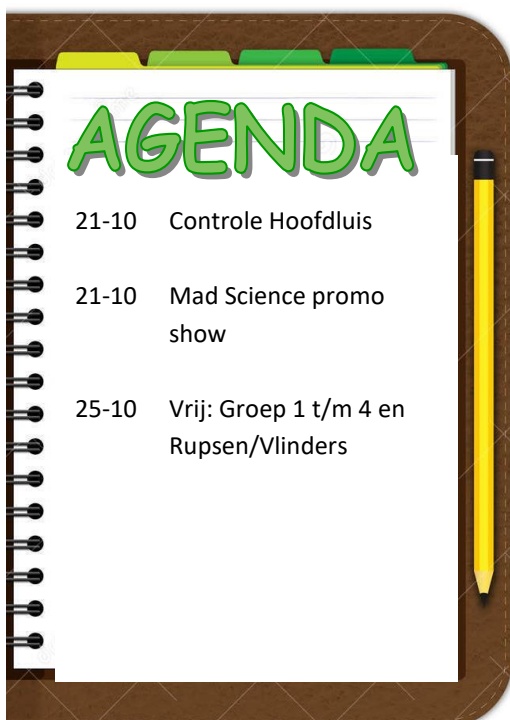 AGENDA
21-10 Controle Hoofdluis
21-10 Mad Science promo
show
25-10 Vrij: Groep 1 t/m 4 en
Rupsen/Vlinders